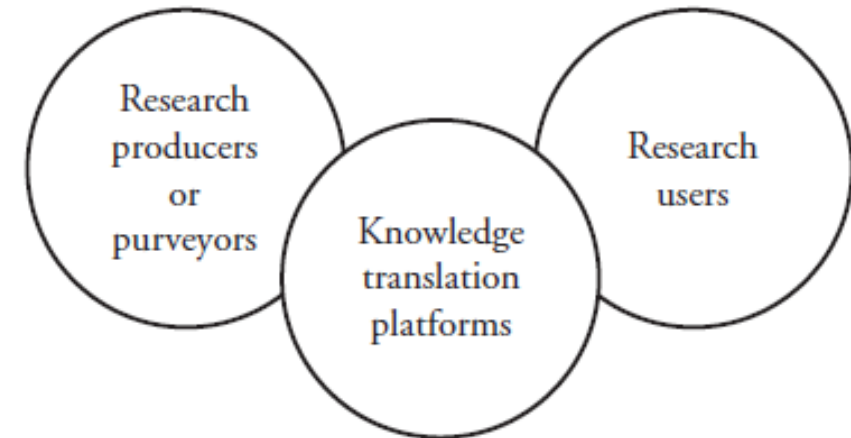 Research
producers
or
purveyors
Knowledge
translation
platforms
Research
users